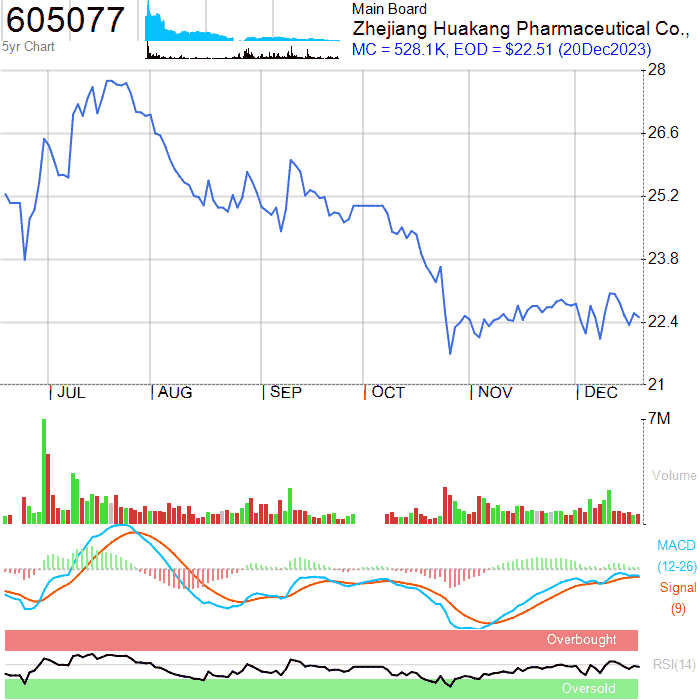 605077
5yr Chart
Main Board
Zhejiang Huakang Pharmaceutical Co.,
MC = 528.1K, EOD = $22.51 (20Dec2023)
28
26.6
25.2
23.8
22.4
21
JUL
AUG
SEP
OCT
NOV
DEC
7M
Volume
MACD
(12-26)
Signal
(9)
Overbought
RSI(14)
Oversold